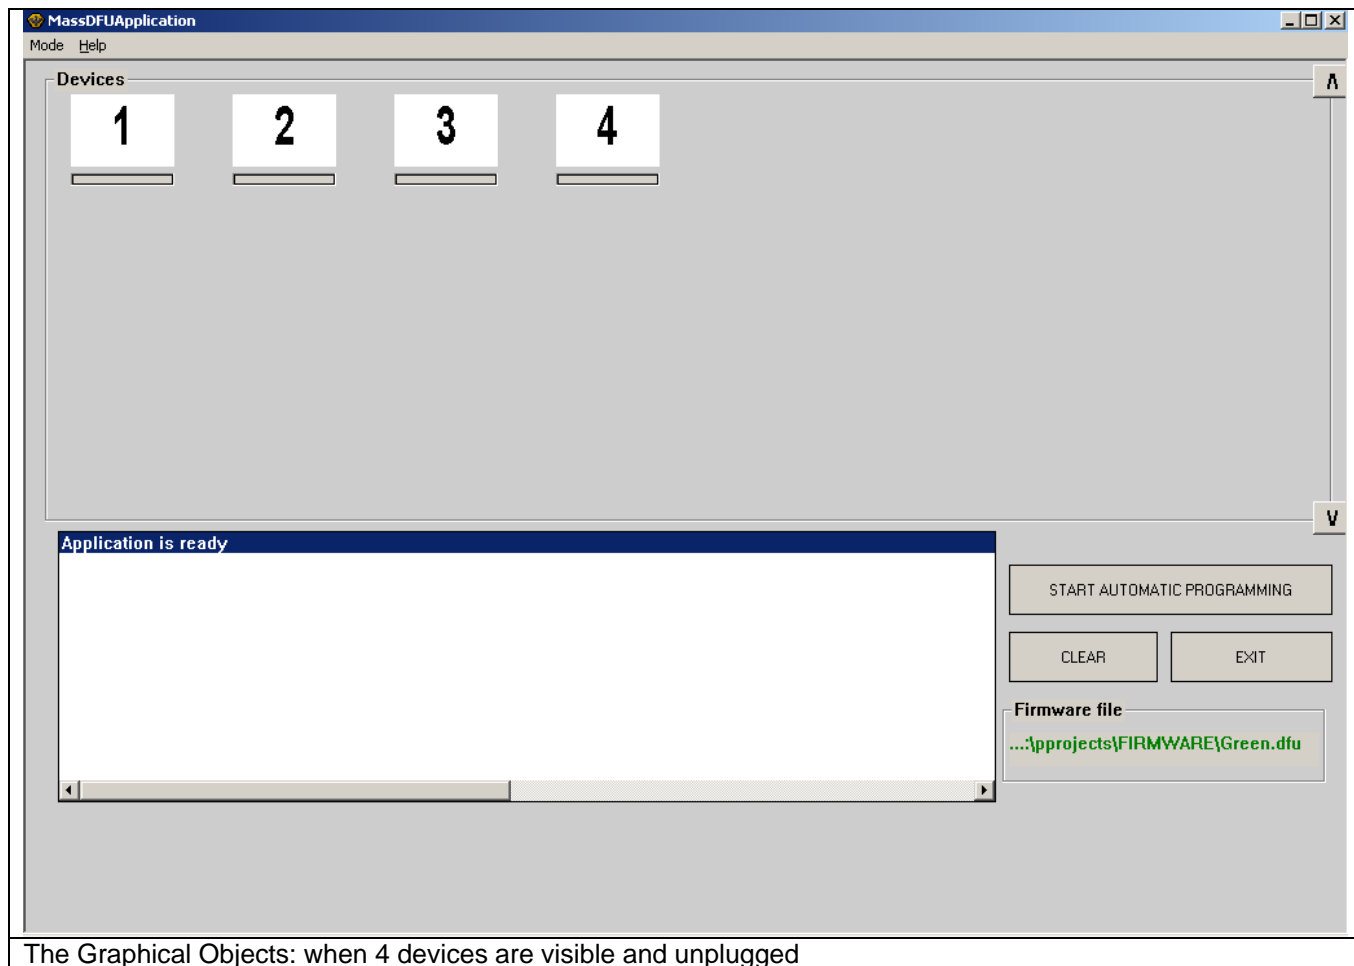 MassDFUApplication
Mode Help
Devices
Λ
1 2 3 4
V
Application is ready
START AUTOMATIC PROGRAMMING
CLEAR EXIT
Firmware file
...:\pprojects\FIRMWARE\Green.dfu
The Graphical Objects: when 4 devices are visible and unplugged